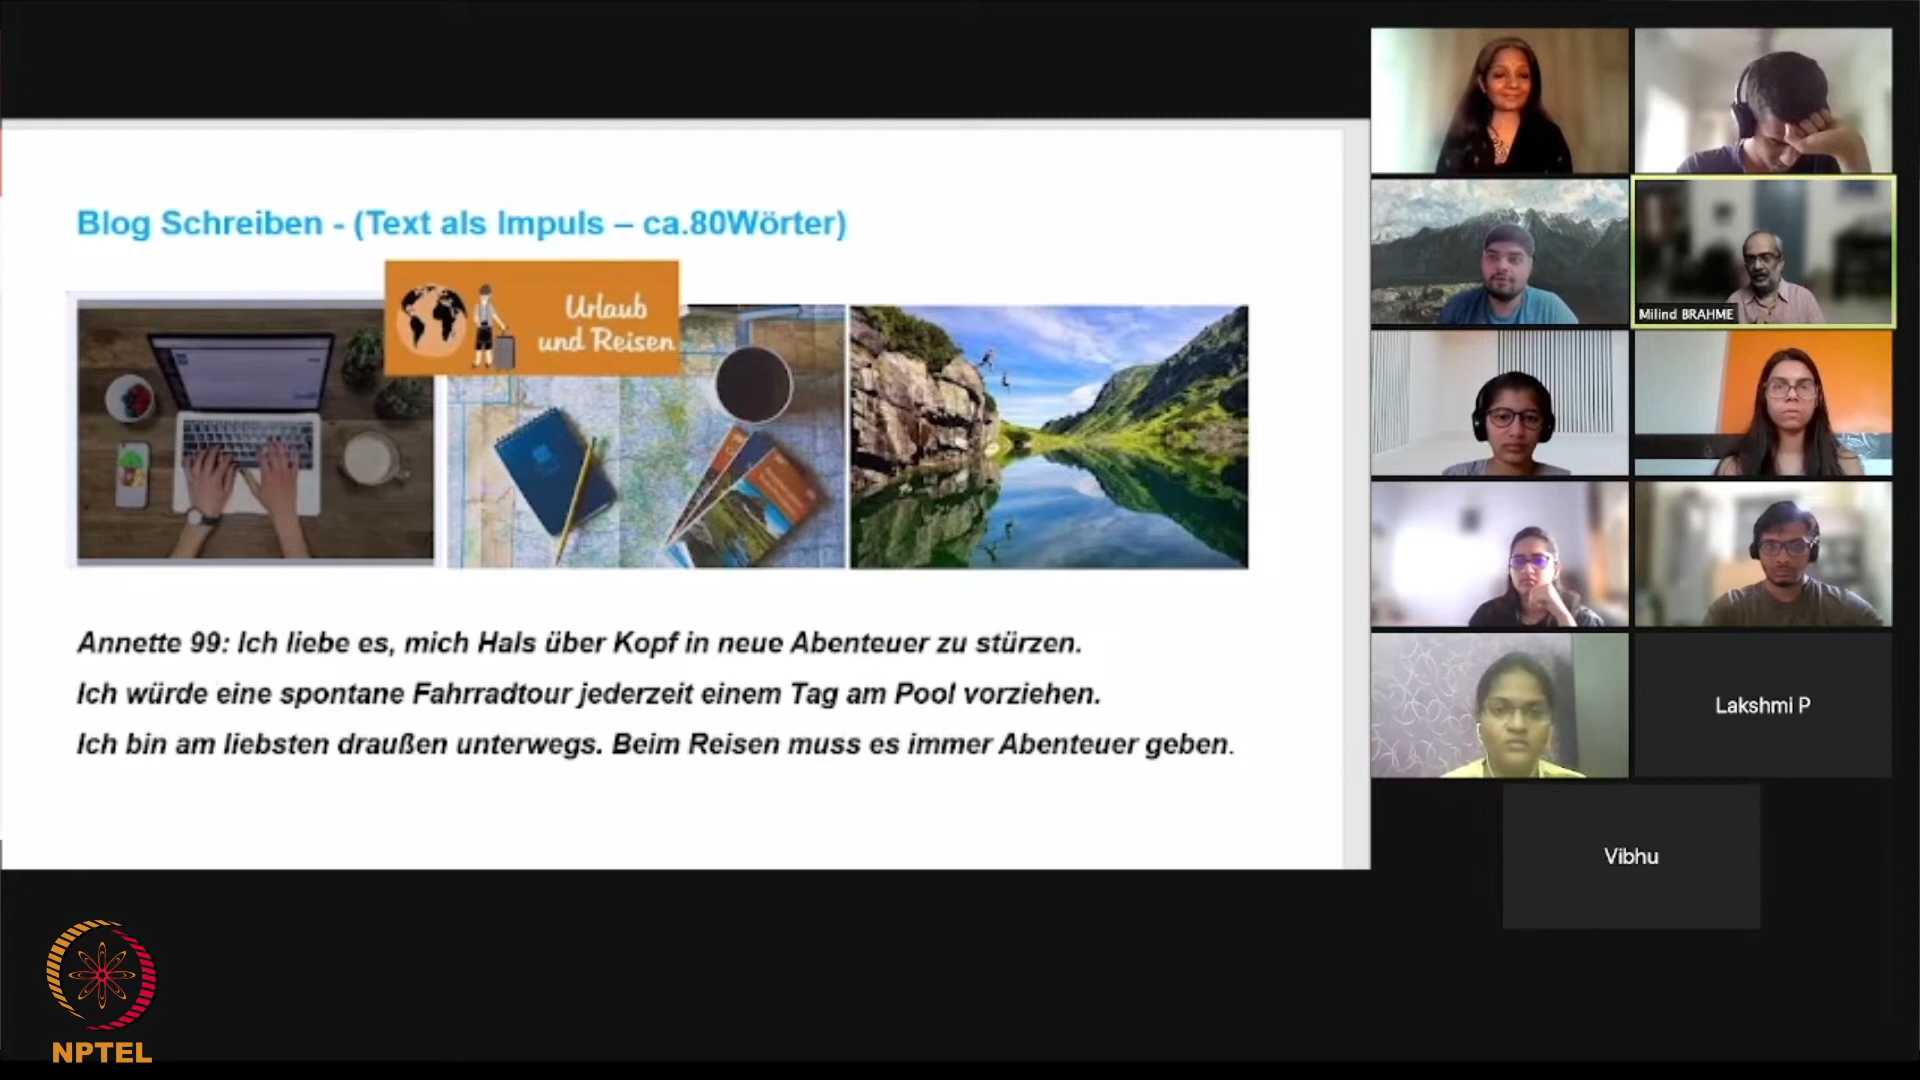 Blog Schreiben - (Text als Impuls – ca.80Wörter)
Urlaub
und Reisen
Annette 99: Ich liebe es, mich Hals über Kopf in neue Abenteuer zu stürzen.
Ich würde eine spontane Fahrradtour jederzeit einem Tag am Pool vorziehen.
Ich bin am liebsten draußen unterwegs. Beim Reisen muss es immer Abenteuer geben.
Milind BRAHME
Lakshmi P
Vibhu
NPTEL